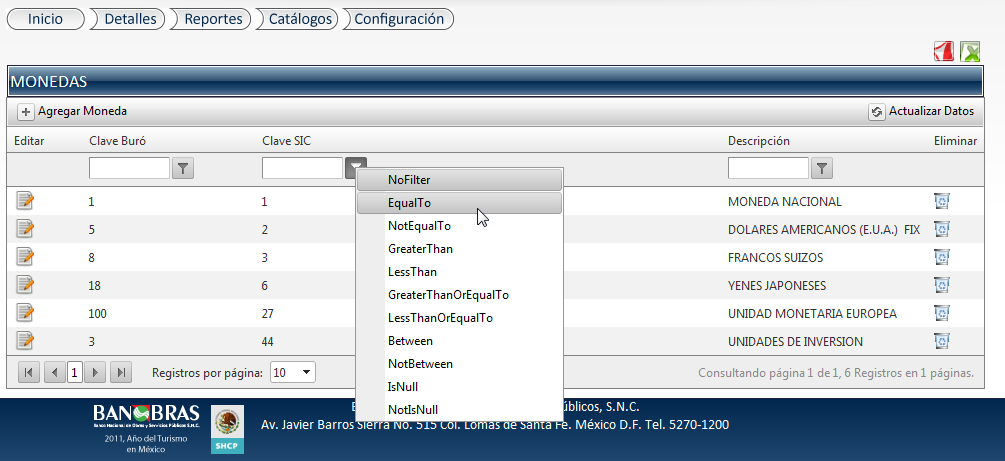 Inicio Detalles Reportes Catálogos Configuración
MONEDAS
Agregar Moneda Actualizar Datos
Editar Clave Buró Clave SIC Descripción Eliminar
NoFilter
1 1 MONEDA NACIONAL
EqualTo
NotEqualTo
5 2 DOLARES AMERICANOS (E.U.A.) FIX
GreaterThan
8 3 FRANCOS SUIZOS
LessThan
18 6 YENES JAPONESES
GreaterThanOrEqualTo
100 27 UNIDAD MONETARIA EUROPEA
LessThanOrEqualTo
3 44 UNIDADES DE INVERSION
Between
NotBetween
1 Registros por página: 10 Consultando página 1 de 1, 6 Registros en 1 páginas.
IsNull
NotIsNull
BANOBRAS
Banco Nacional de Obras y Servicios Públicos S.N.C.
2011, Año del Turismo
en México
SHCP
úblicos, S.N.C.
Av. Javier Barros Sierra No. 515 Col. Lomas de Santa Fe. México D.F. Tel. 5270-1200